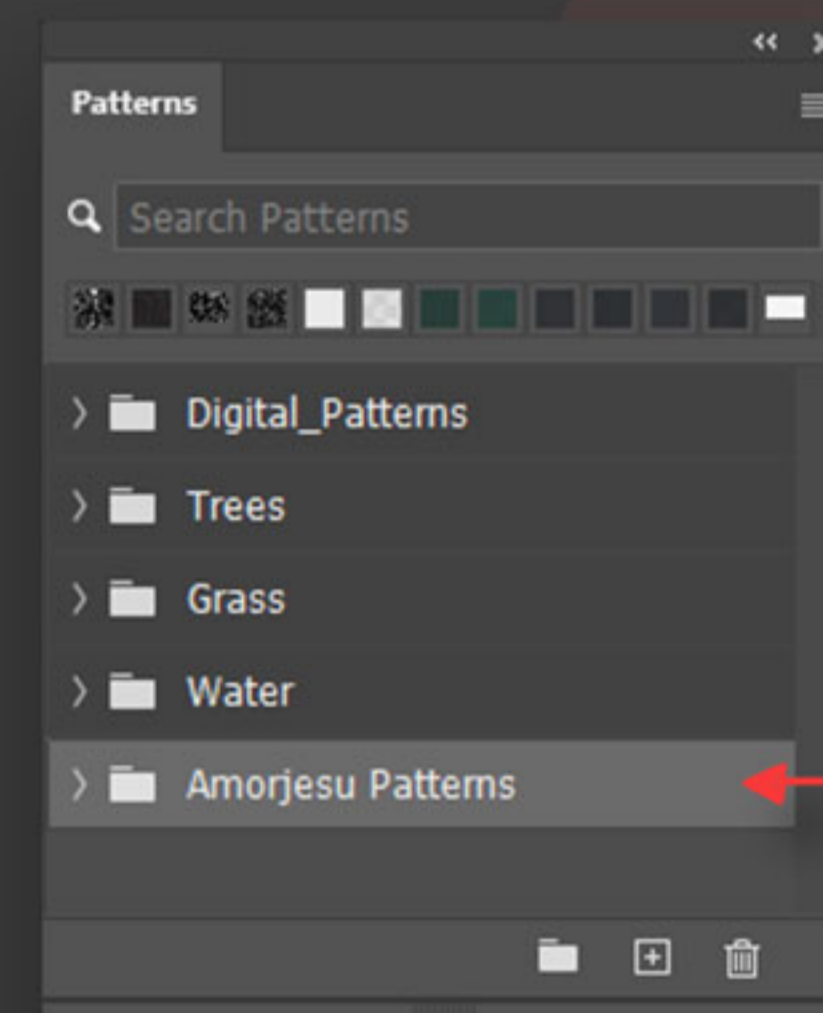 Patterns
Search Patterns
Digital_Patterns
Trees
Grass
Water
Amorjesu Patterns